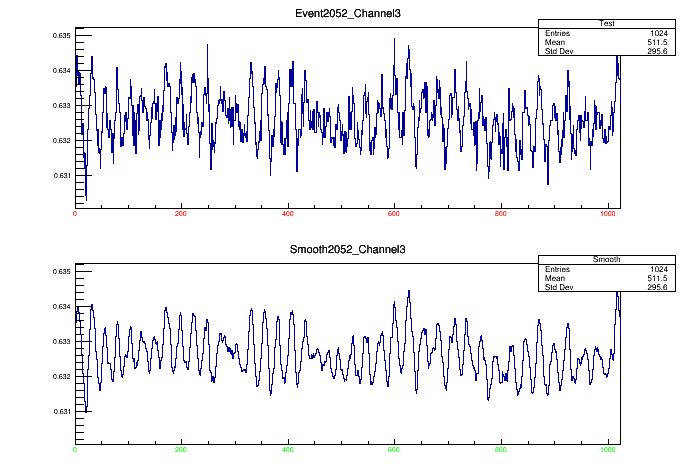 Event2052_Channel3
Test
Entries 1024
Mean 511.5
Std Dev 295.6
0.635
0.634
0.633
0.632
0.631
0 200 400 600 800 1000
Smooth2052_Channel3
Smooth
Entries 1024
Mean 511.5
Std Dev 295.6
0.635
0.634
0.633
0.632
0.631
0 200 400 600 800 1000